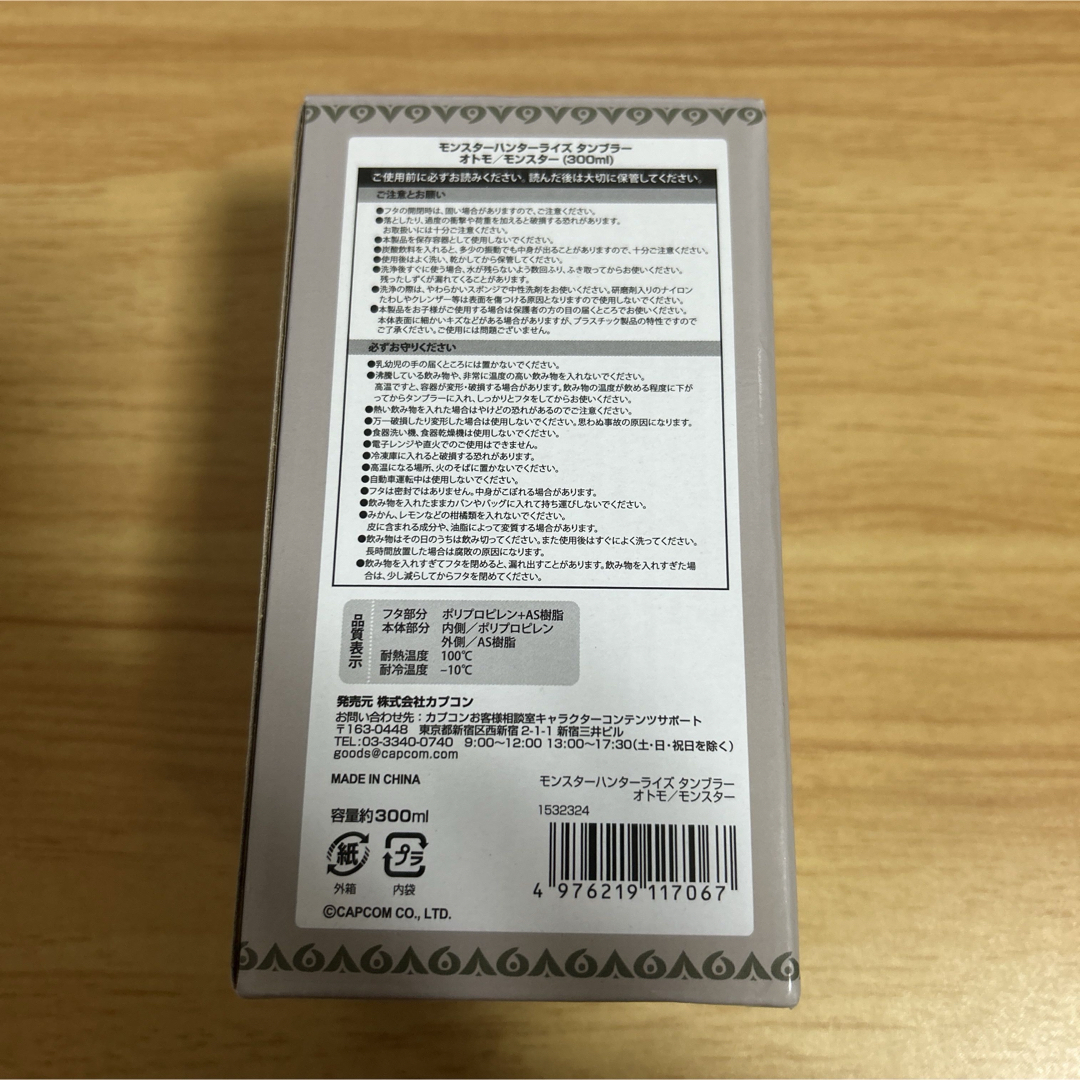 モンスターハンターライズ タンブラー
オトモ／モンスター (300ml)
ご使用前に必ずお読みください。読んだ後は大切に保管してください。
ご注意とお願い
●フタの開閉時は、固い場合がありますので、ご注意ください。
●落としたり、過度の衝撃や荷重を加えると破損する恐れがあります。
お取扱いには十分ご注意ください。
●本製品を保存容器として使用しないでください。
●炭酸飲料を入れると、多少の振動でも中身が出ることがありますので、十分ご注意ください。
●使用後はよく洗い、乾かしてから保管してください。
●洗浄後すぐに使う場合、水が残らないよう数回ふり、ふき取ってからお使いください。
残ったしずくが漏れてくることがあります。
●洗浄の際は、やわらかいスポンジで中性洗剤をお使いください。研磨剤入りのナイロン
たわしやクレンザー等は表面を傷つける原因となりますので使用しないでください。
●本製品をお子様がご使用する場合は保護者の方の目の届くところでお使いください。
本体表面に細かいキズなどがある場合がありますが、プラスチック製品の特性ですので
ご了承ください。ご使用には問題ございません。
必ずお守りください
●乳幼児の手の届くところには置かないでください。
●沸騰している飲み物や、非常に温度の高い飲み物を入れないでください。
高温ですと、容器が変形・破損する場合があります。飲み物の温度が飲める程度に下が
ってからタンブラーに入れ、しっかりとフタをしてからお使いください。
●熱い飲み物を入れた場合はやけどの恐れがあるのでご注意ください。
●万一破損したり変形した場合は使用しないでください。思わぬ事故の原因になります。
●食器洗い機、食器乾燥機は使用しないでください。
●電子レンジや直火でのご使用はできません。
●冷凍庫に入れると破損する恐れがあります。
●高温になる場所、火のそばに置かないでください。
●自動車運転中は使用しないでください。
●フタは密封ではありません。中身がこぼれる場合があります。
●飲み物を入れたままカバンやバッグに入れて持ち運びしないでください。
●みかん、レモンなどの柑橘類を入れないでください。
皮に含まれる成分や、油脂によって変質する場合があります。
●飲み物はその日のうちは飲み切ってください。また使用後はすぐによく洗ってください。
長時間放置した場合は腐敗の原因になります。
●飲み物を入れすぎてフタを閉めると、漏れ出すことがあります。飲み物を入れすぎた場
合は、少し減らしてからフタを閉めてください。
品質表示
フタ部分 ポリプロピレン+AS樹脂
本体部分 内側／ポリプロピレン
外側／AS樹脂
耐熱温度 100℃
耐冷温度 −10℃
発売元 株式会社カプコン
お問い合わせ先：カプコンお客様相談室キャラクターコンテンツサポート
〒163-0448 東京都新宿区西新宿2-1-1 新宿三井ビル
TEL:03-3340-0740 9:00〜12:00 13:00〜17:30(土・日・祝日を除く)
goods@capcom.com
MADE IN CHINA
モンスターハンターライズ タンブラー
オトモ／モンスター
容量約300ml
1532324
紙
プラ
外箱
内袋
4 976219 117067
©CAPCOM CO., LTD.